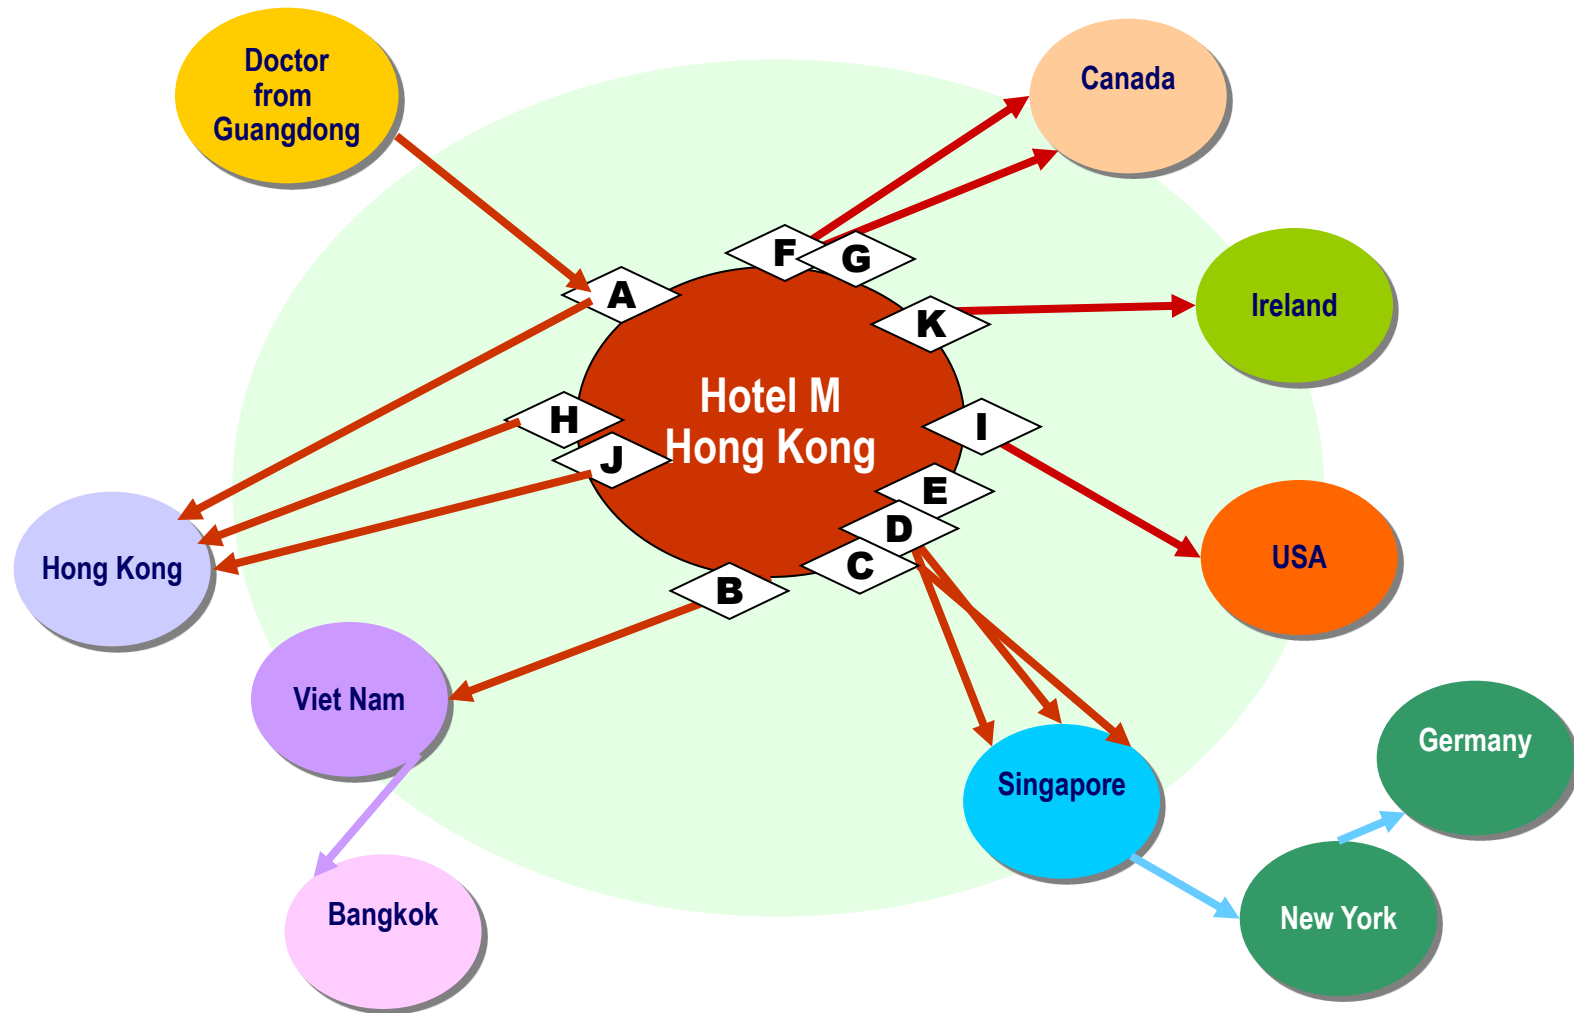 Doctor
from
Guangdong
Canada
F
G
A
K
Ireland
Hotel M
Hong Kong
H
I
J
E
D
C
B
Hong Kong
USA
Viet Nam
Singapore
Germany
Bangkok
New York